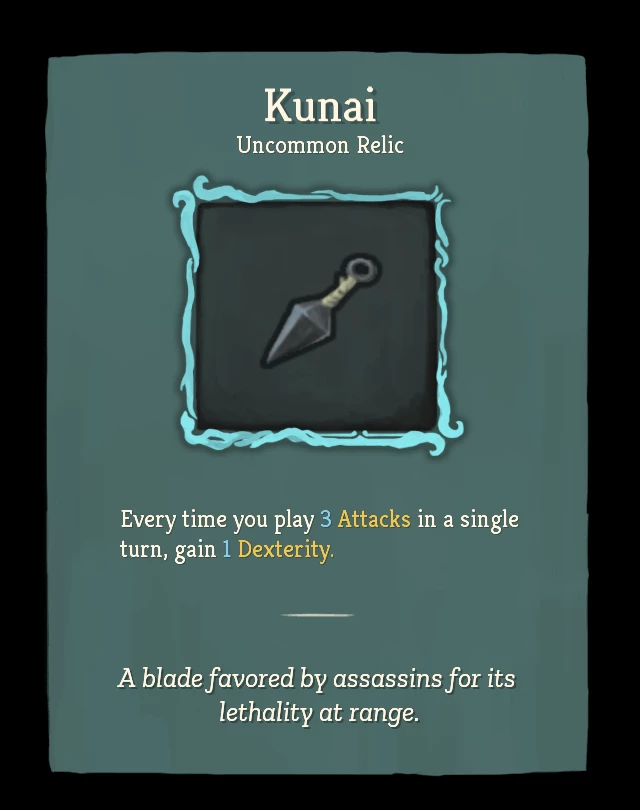 Kunai
Uncommon Relic
Every time you play 3 Attacks in a single
turn, gain 1 Dexterity.
A blade favored by assassins for its
lethality at range.